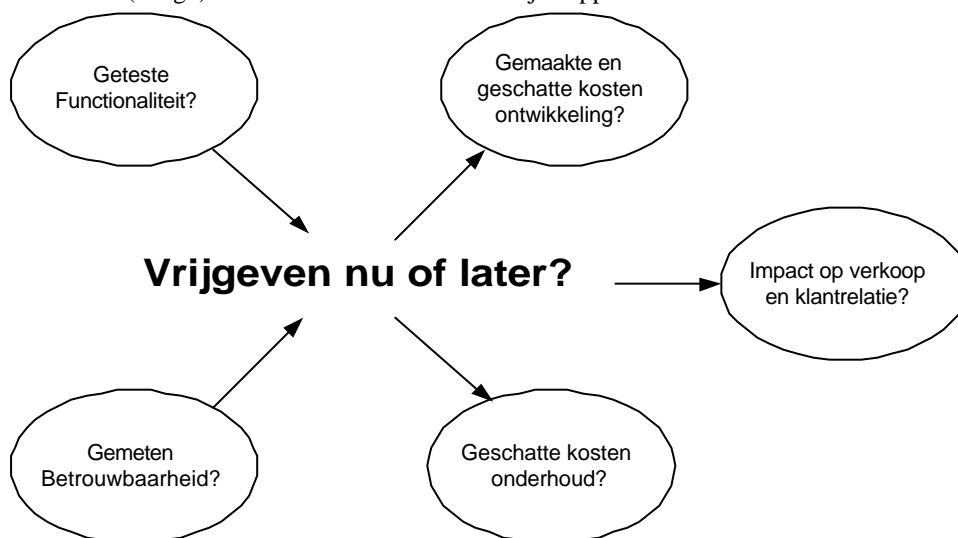 Geteste
Functionaliteit?
Gemaakte en
geschatte kosten
ontwikkeling?
Vrijgeven nu of later?
Impact op verkoop
en klantrelatie?
Gemeten
Betrouwbaarheid?
Geschatte kosten
onderhoud?